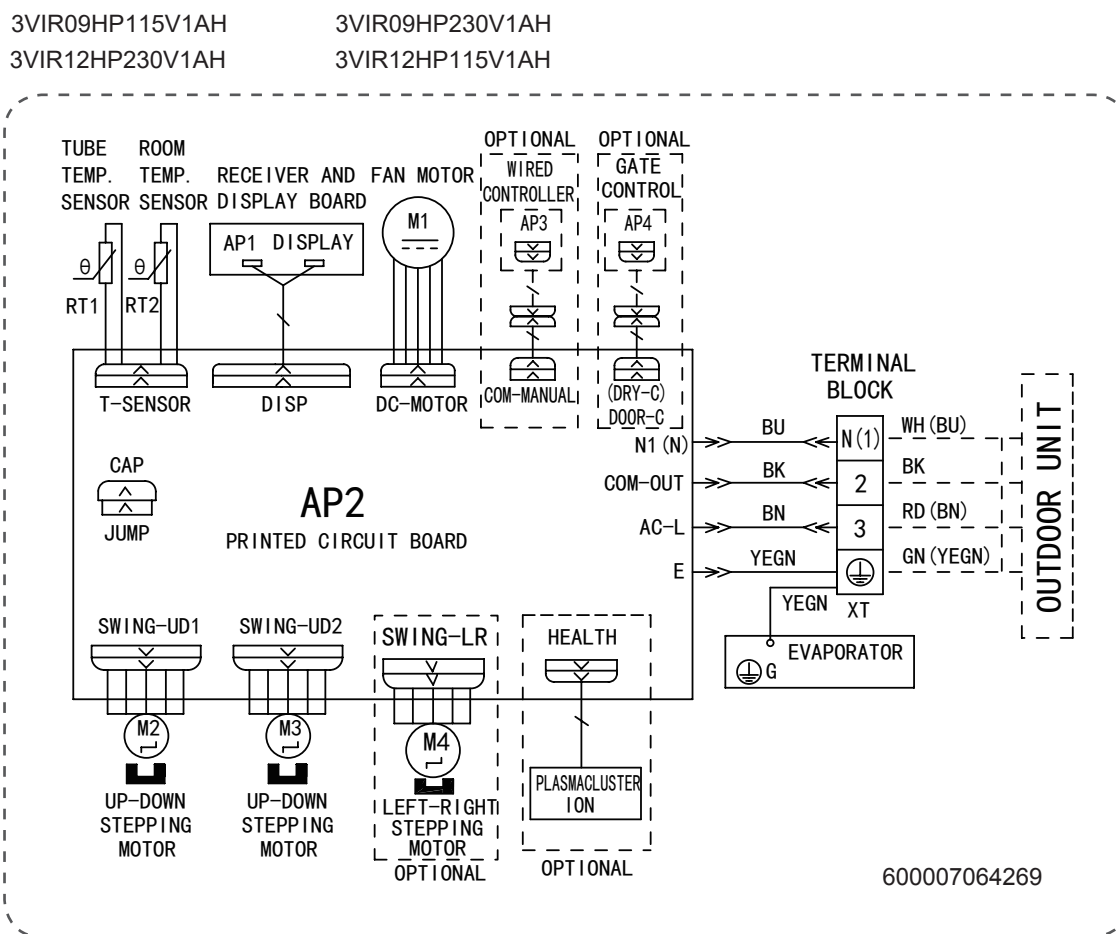 3VIR09HP115V1AH 3VIR09HP230V1AH
3VIR12HP230V1AH 3VIR12HP115V1AH
TUBE
TEMP.
SENSOR
ROOM
TEMP.
SENSOR
RECEIVER AND
DISPLAY BOARD
FAN MOTOR
OPTIONAL
WIRED
CONTROLLER
AP3
OPTIONAL
GATE
CONTROL
AP4
θ
RT1
θ
RT2
AP1 DISPLAY
M1
T-SENSOR
DISP
DC-MOTOR
COM-MANUAL
(DRY-C)
DOOR-C
TERMINAL
BLOCK
N1(N)
BU
N(1)
WH(BU)
COM-OUT
BK
2
BK
AC-L
BN
3
RD(BN)
E
YEGN
GN(YEGN)
OUTDOOR UNIT
YEGN
XT
EVAPORATOR
G
CAP
JUMP
AP2
PRINTED CIRCUIT BOARD
SWING-UD1
M2
UP-DOWN
STEPPING
MOTOR
SWING-UD2
M3
UP-DOWN
STEPPING
MOTOR
SWING-LR
M4
LEFT-RIGHT
STEPPING
MOTOR
OPTIONAL
HEALTH
PLASMACLUSTER
ION
OPTIONAL
600007064269